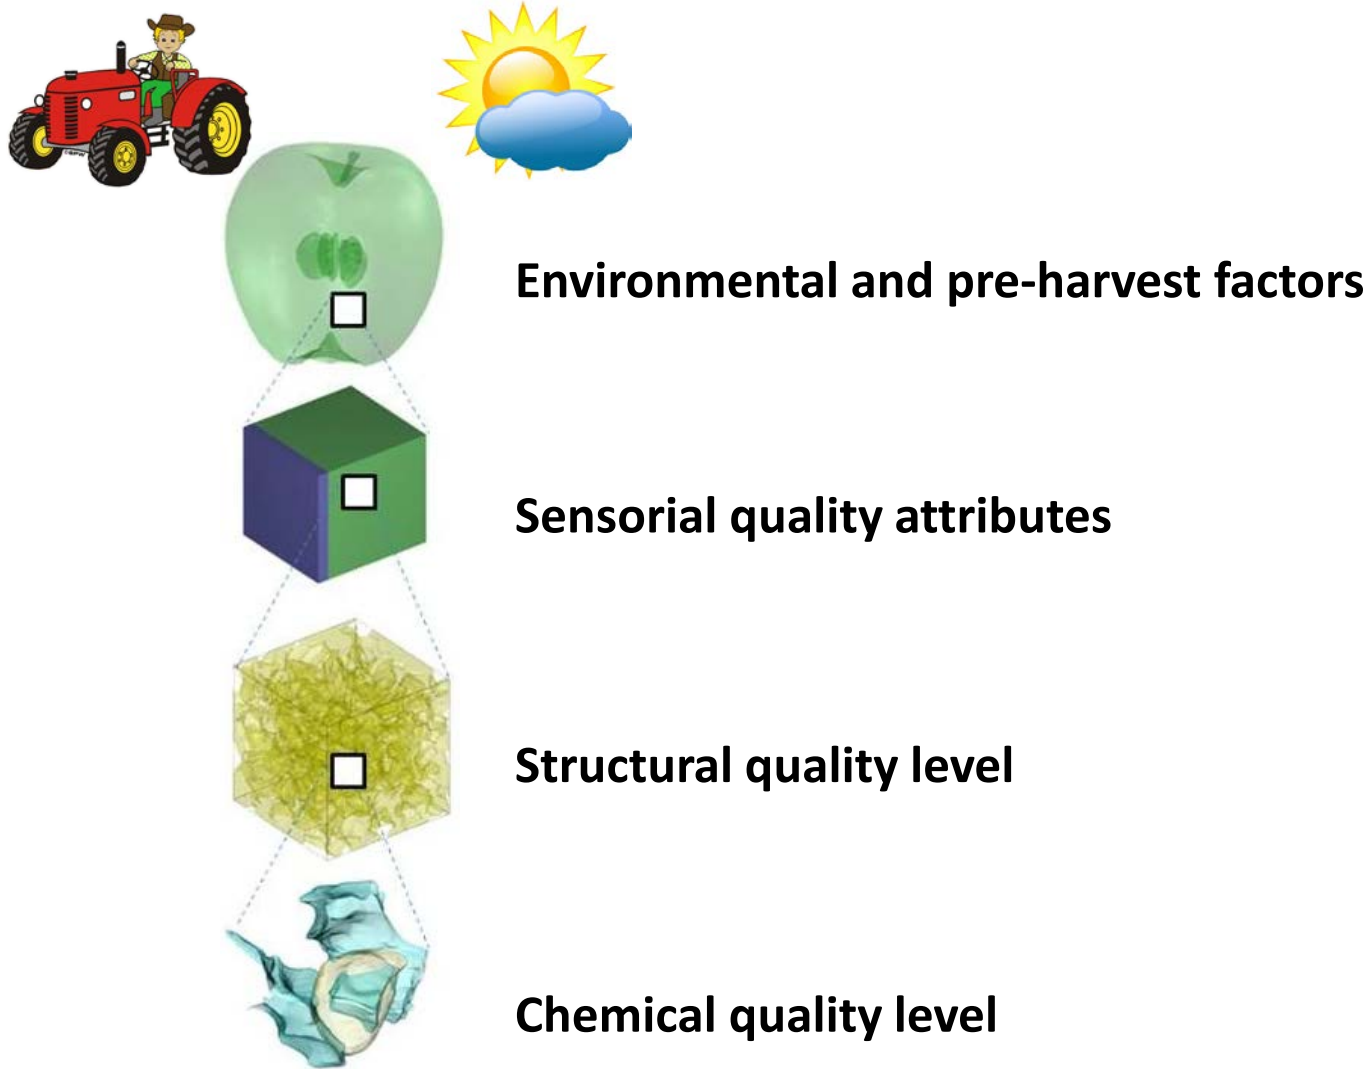 Environmental and pre-harvest factors
Sensorial quality attributes
Structural quality level
Chemical quality level